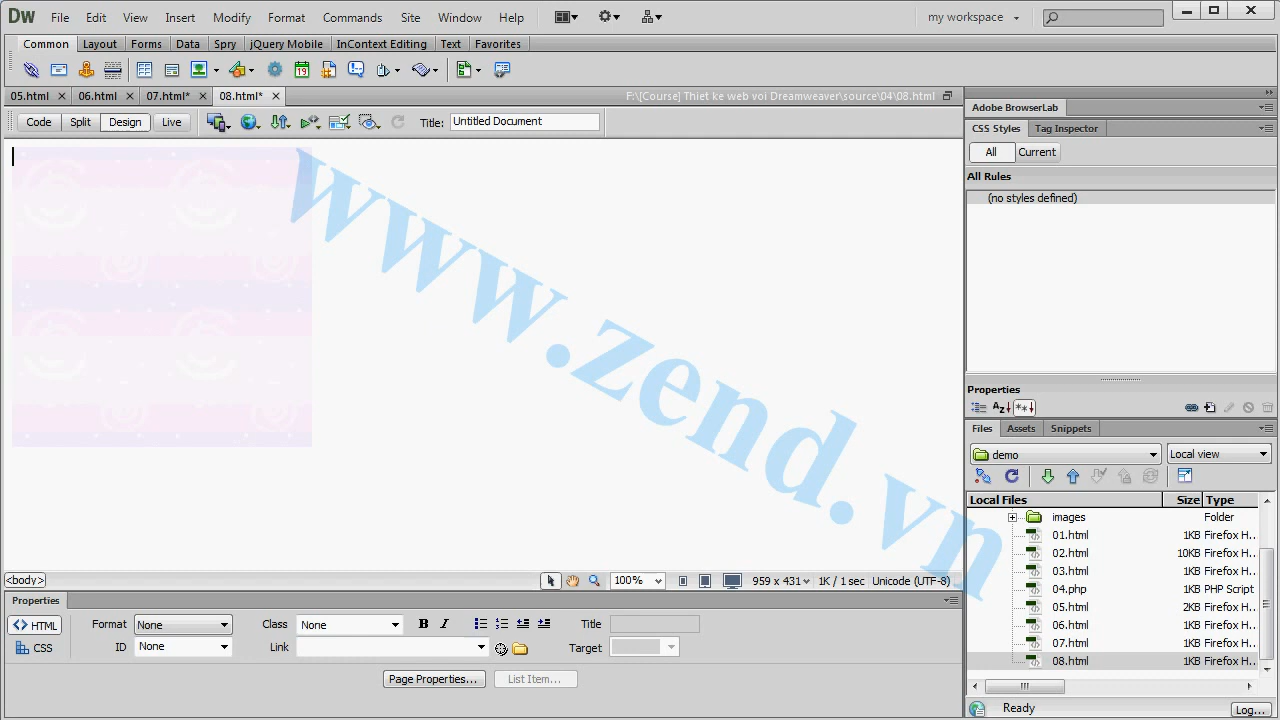 Dw File Edit View Insert Modify Format Commands Site Window Help my workspace
Common Layout Forms Data Spry jQuery Mobile InContext Editing Text Favorites
19
05.html 06.html 07.html* 08.html* F:\[Course] Thiet ke web voi Dreamweaver\source\04\08.html
Code Split Design Live Title: Untitled Document
www.zend.vn
<body> 100% 939 x 431 1K / 1 sec Unicode (UTF-8)
Properties
HTML Format None Class None B I Title
CSS ID None Link Target
Page Properties... List Item...
Adobe BrowserLab
CSS Styles Tag Inspector
All Current
All Rules
(no styles defined)
Properties
Az
Files Assets Snippets
demo Local view
Local Files Size Type
images Folder
01.html 1KB Firefox H..
02.html 10KB Firefox H..
03.html 1KB Firefox H..
04.php 1KB PHP Script
05.html 2KB Firefox H..
06.html 1KB Firefox H..
07.html 1KB Firefox H..
08.html 1KB Firefox H..
Ready Log...